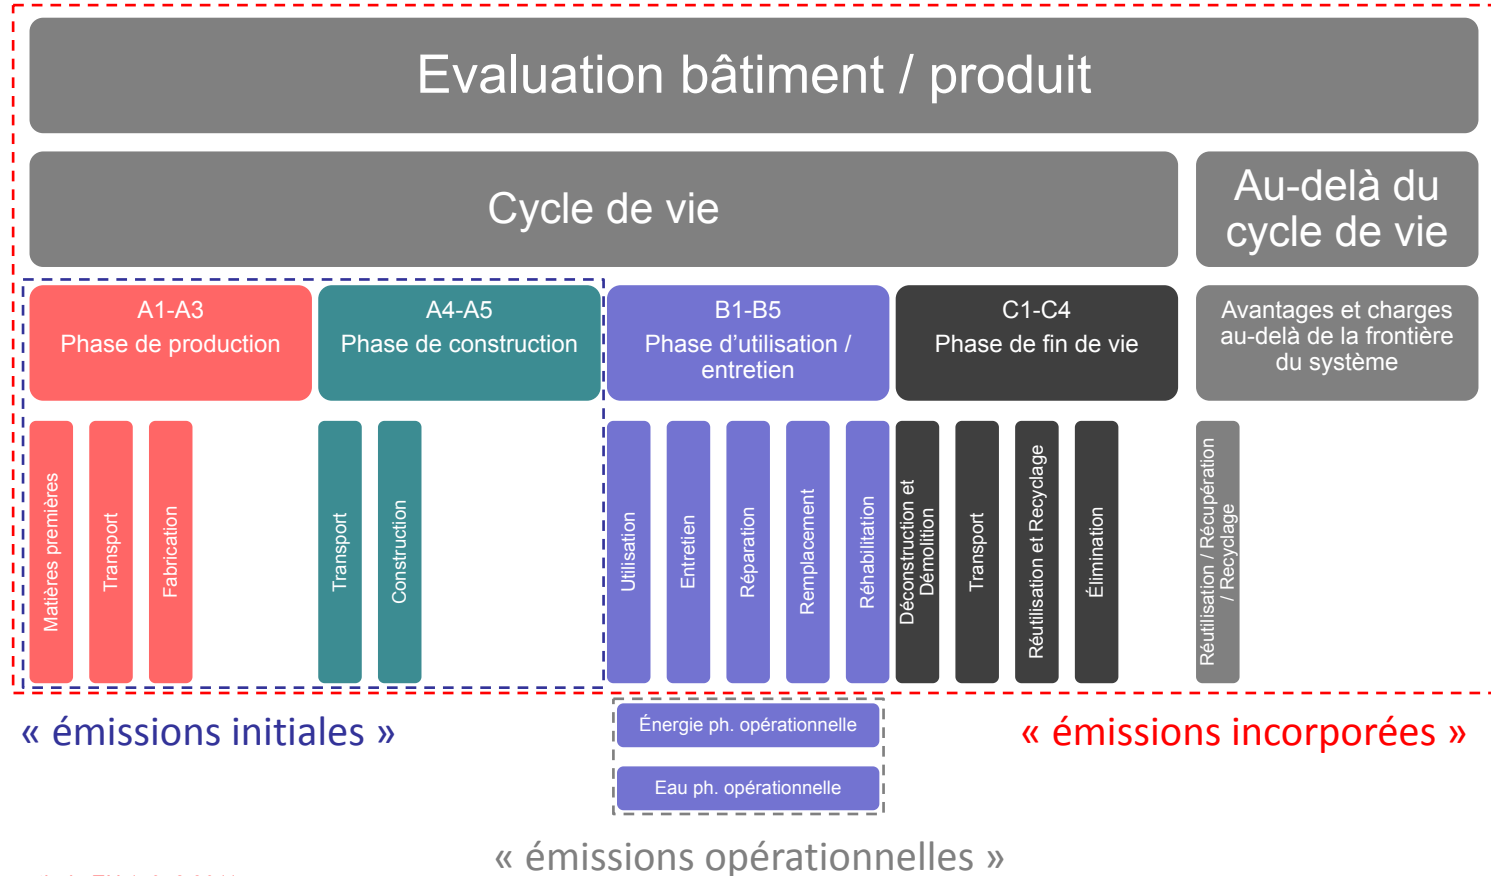 Evaluation bâtiment / produit
Cycle de vie
Au-delà du
cycle de vie
A1-A3
Phase de production
A4-A5
Phase de construction
B1-B5
Phase d'utilisation /
entretien
C1-C4
Phase de fin de vie
Avantages et charges
au-delà de la frontière
du système
Matières premières
Transport
Fabrication
Transport
Construction
Utilisation
Entretien
Réparation
Remplacement
Réhabilitation
Déconstruction et
Démolition
Transport
Réutilisation et Recyclage
Élimination
Réutilisation / Récupération
/ Recyclage
« émissions initiales »
Énergie ph. opérationnelle
Eau ph. opérationnelle
« émissions incorporées »
« émissions opérationnelles »